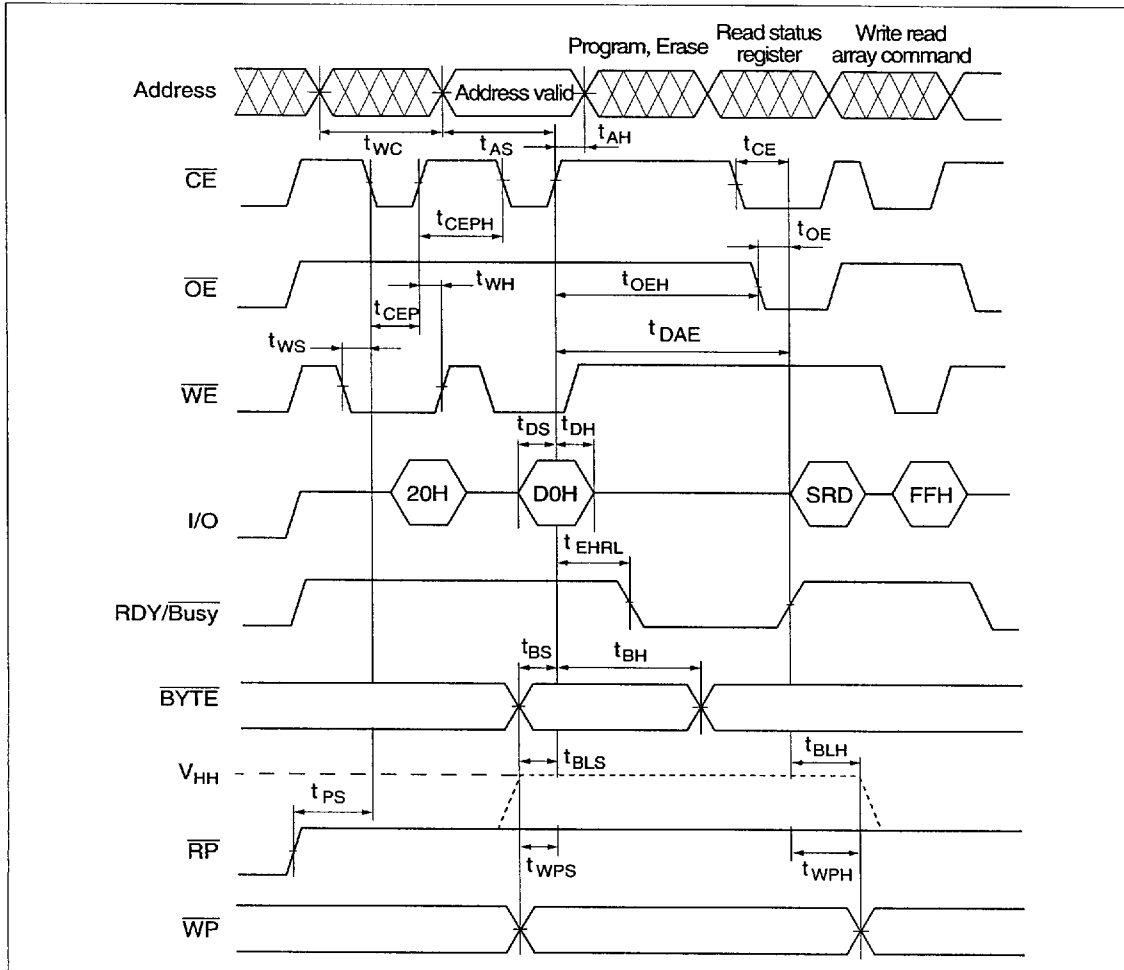 Program, Erase
Read status register
Write read array command
Address
Address valid
tWC
tAS
tAH
tCE
CE
tCEPH
tOE
OE
tWH
tOEH
tCEP
tDAE
tWS
WE
tDS
tDH
20H
D0H
SRD
FFH
I/O
tEHRL
RDY/Busy
tBS
tBH
BYTE
tBLS
tBLH
VHH
tPS
RP
tWPS
tWPH
WP